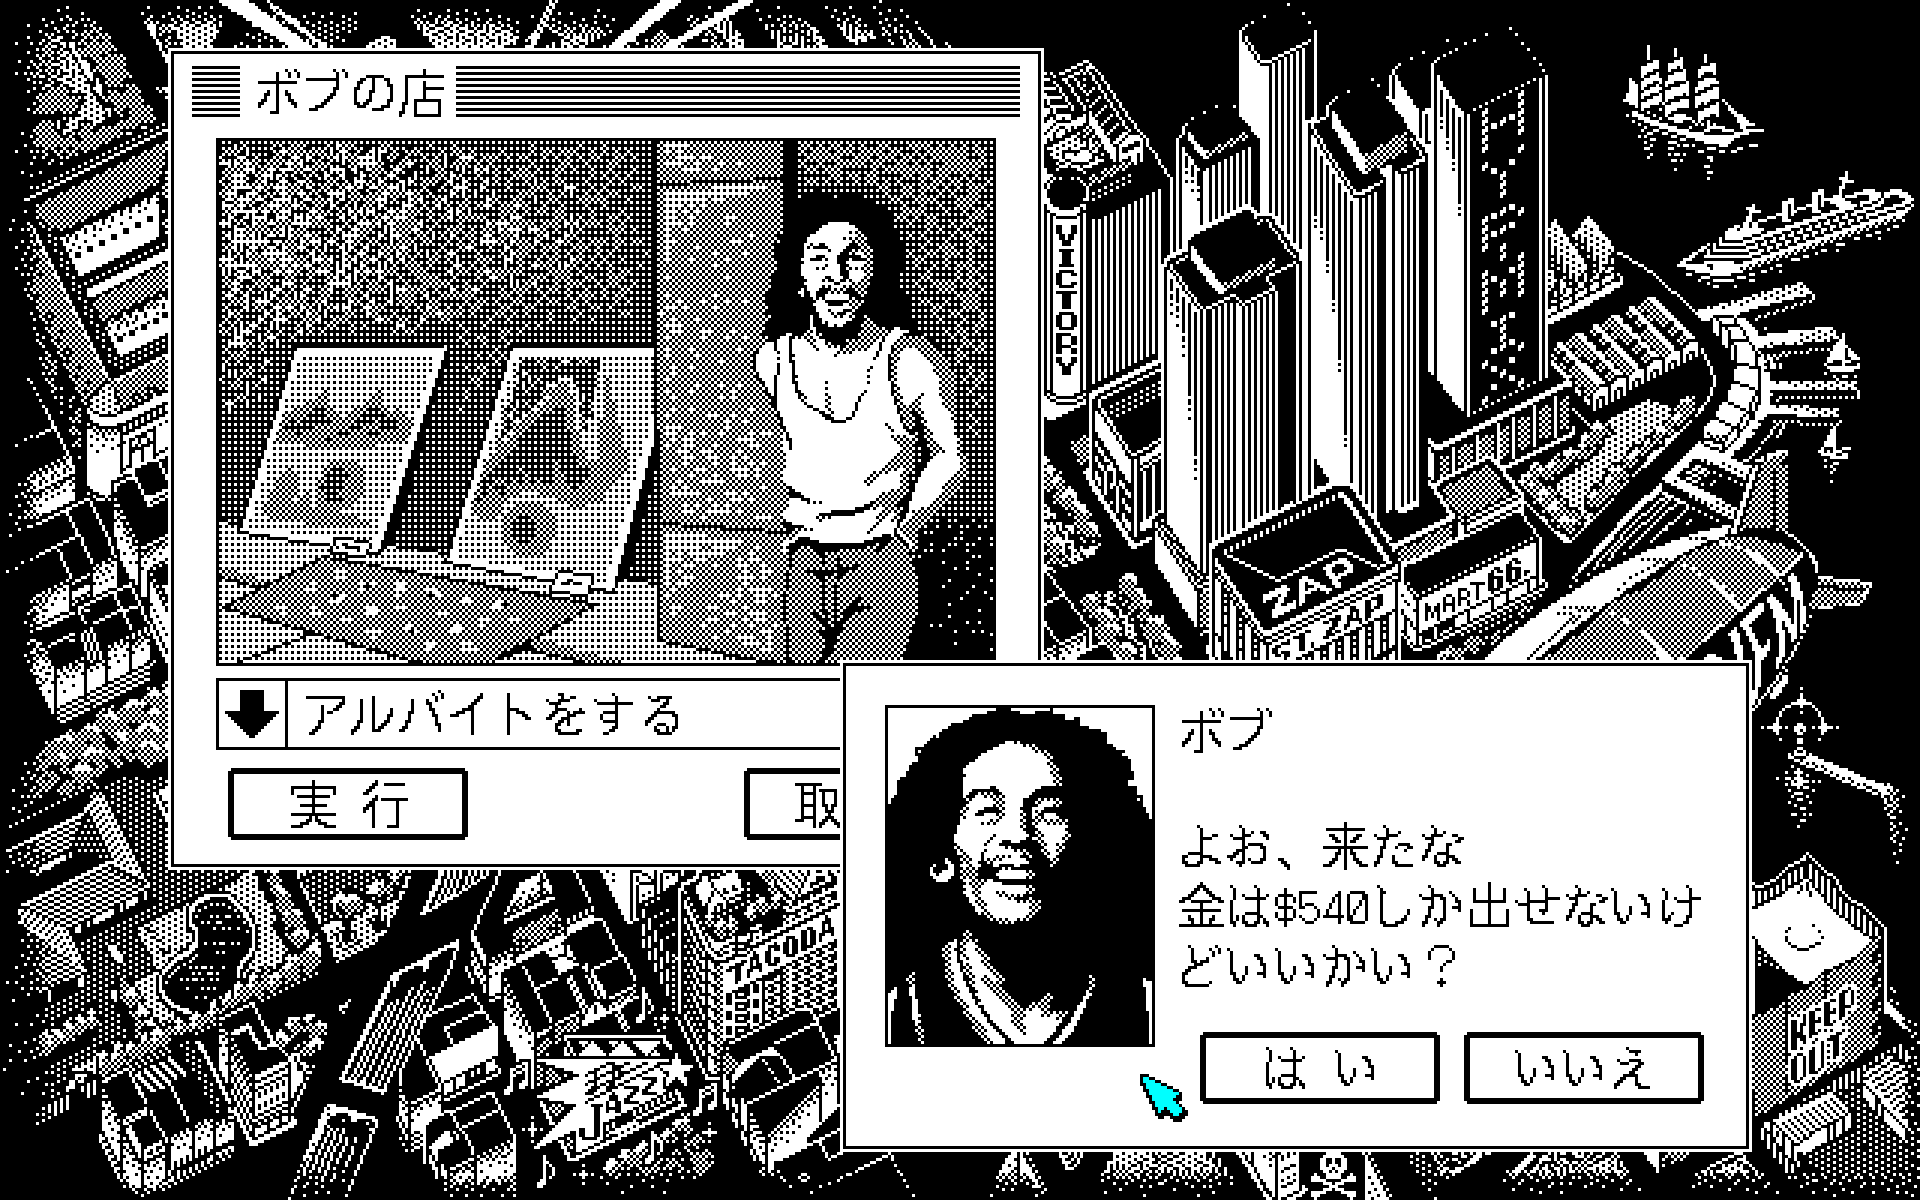 ボブの店
VICTORY
ZAP
ZAP
MART66
アルバイトをする
実行
取
ボブ
よお、来たな
金は$540しか出せないけ
どいいかい？
はい
いいえ
TACODA
JAZZ
KEEP
OUT